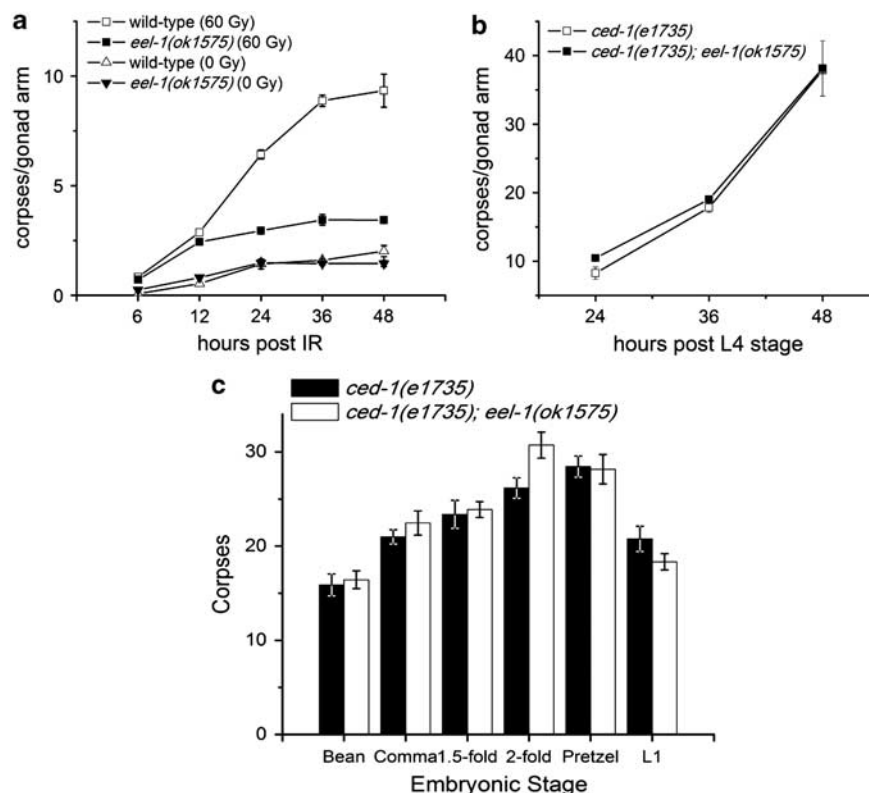 a
wild-type (60 Gy)
eel-1(ok1575) (60 Gy)
wild-type (0 Gy)
eel-1(ok1575) (0 Gy)
10
5
0
corpses/gonad arm
6 12 24 36 48
hours post IR
b
ced-1(e1735)
ced-1(e1735); eel-1(ok1575)
40
30
20
10
corpses/gonad arm
24 36 48
hours post L4 stage
c
ced-1(e1735)
ced-1(e1735); eel-1(ok1575)
30
20
10
0
Corpses
Bean Comma 1.5-fold 2-fold Pretzel L1
Embryonic Stage